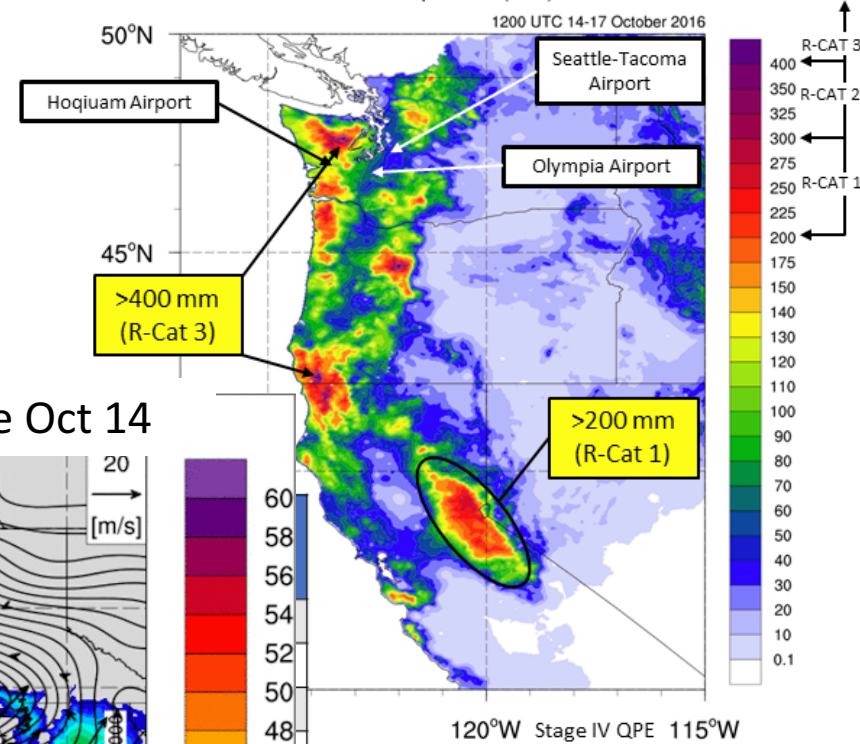 1200 UTC 14-17 October 2016
50°N
R-CAT 3
Seattle-Tacoma
Airport
400
350
R-CAT 2
Hoqiuam Airport
325
300
275
Olympia Airport
250
R-CAT 1
225
200
45°N
175
>400 mm
(R-Cat 3)
150
140
130
120
110
e Oct 14
>200 mm
(R-Cat 1)
100
90
80
20
[m/s]
70
60
60
58
50
56
40
54
30
52
20
50
10
48
0.1
120°W
Stage IV QPE
115°W